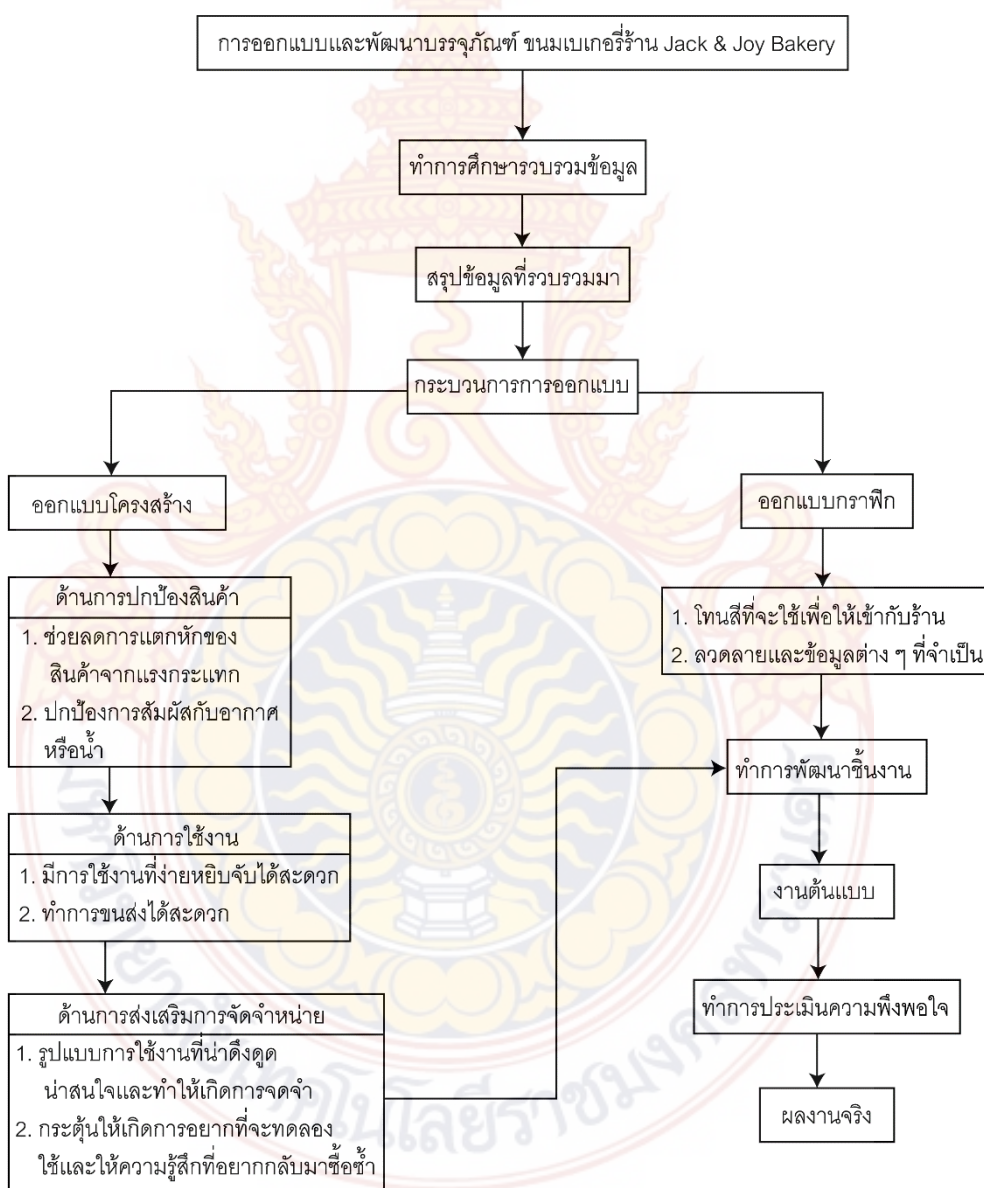 การออกแบบและพัฒนาบรรจุภัณฑ์ ขนมเบเกอรี่ร้าน Jack & Joy Bakery
ทำการศึกษารวบรวมข้อมูล
สรุปข้อมูลที่รวบรวมมา
กระบวนการการออกแบบ
ออกแบบโครงสร้าง
ด้านการปกป้องสินค้า
1. ช่วยลดการแตกหักของ
สินค้าจากแรงกระแทก
2. ปกป้องการสัมผัสกับอากาศ
หรือน้ำ
ด้านการใช้งาน
1. มีการใช้งานที่ง่ายหยิบจับได้สะดวก
2. ทำการขนส่งได้สะดวก
ด้านการส่งเสริมการจัดจำหน่าย
1. รูปแบบการใช้งานที่น่าดึงดูด
น่าสนใจและทำให้เกิดการจดจำ
2. กระตุ้นให้เกิดการอยากที่จะทดลอง
ใช้และให้ความรู้สึกที่อยากกลับมาซื้อซ้ำ
ออกแบบกราฟิก
1. โทนสีที่จะใช้เพื่อให้เข้ากับร้าน
2. ลวดลายและข้อมูลต่าง ๆ ที่จำเป็น
ทำการพัฒนาชิ้นงาน
งานต้นแบบ
ทำการประเมินความพึงพอใจ
ผลงานจริง